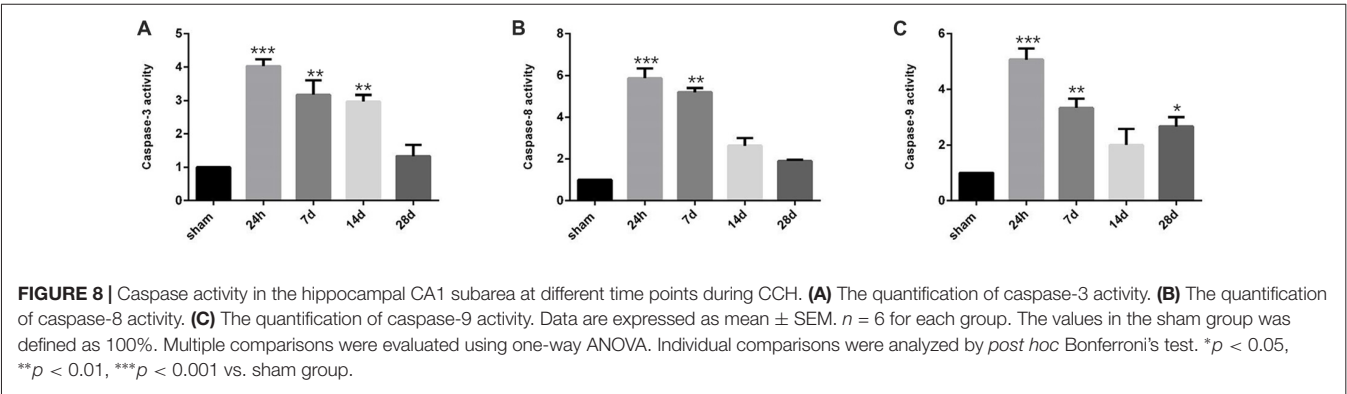 A
Caspase-3 activity
5
4
3
2
1
0
***
**
**
sham
24h
7d
14d
28d
B
Caspase-8 activity
8
6
4
2
0
***
**
sham
24h
7d
14d
28d
C
Caspase-9 activity
6
4
2
0
***
**
*
sham
24h
7d
14d
28d
FIGURE 8 | Caspase activity in the hippocampal CA1 subarea at different time points during CCH. (A) The quantification of caspase-3 activity. (B) The quantification
of caspase-8 activity. (C) The quantification of caspase-9 activity. Data are expressed as mean ± SEM. n = 6 for each group. The values in the sham group was
defined as 100%. Multiple comparisons were evaluated using one-way ANOVA. Individual comparisons were analyzed by post hoc Bonferroni's test. *p < 0.05,
**p < 0.01, ***p < 0.001 vs. sham group.